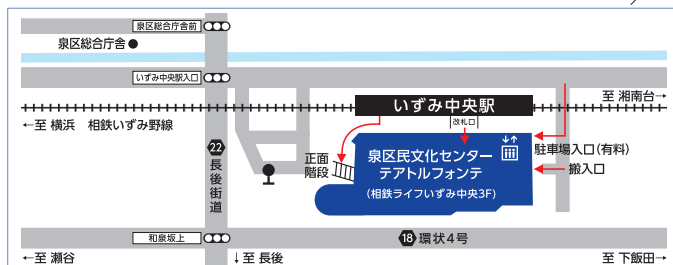 泉区総合庁舎前
泉区総合庁舎
いずみ中央駅入口
いずみ中央駅
至 湘南台→
←至 横浜 相鉄いずみ野線
改札口
22
長後街道
正面
階段
泉区民文化センター
テアトルフォンテ
(相鉄ライフいずみ中央3F)
駐車場入口(有料)
搬入口
和泉坂上
18 環状4号
←至 瀬谷
↓至 長後
至 下飯田→